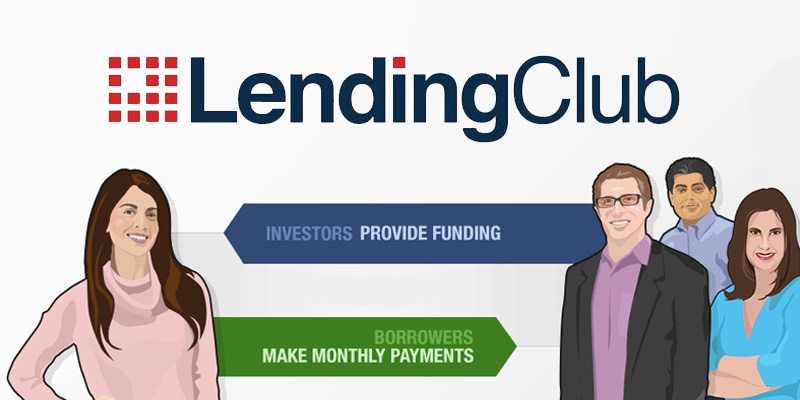 LendingClub
INVESTORS PROVIDE FUNDING
BORROWERS
MAKE MONTHLY PAYMENTS